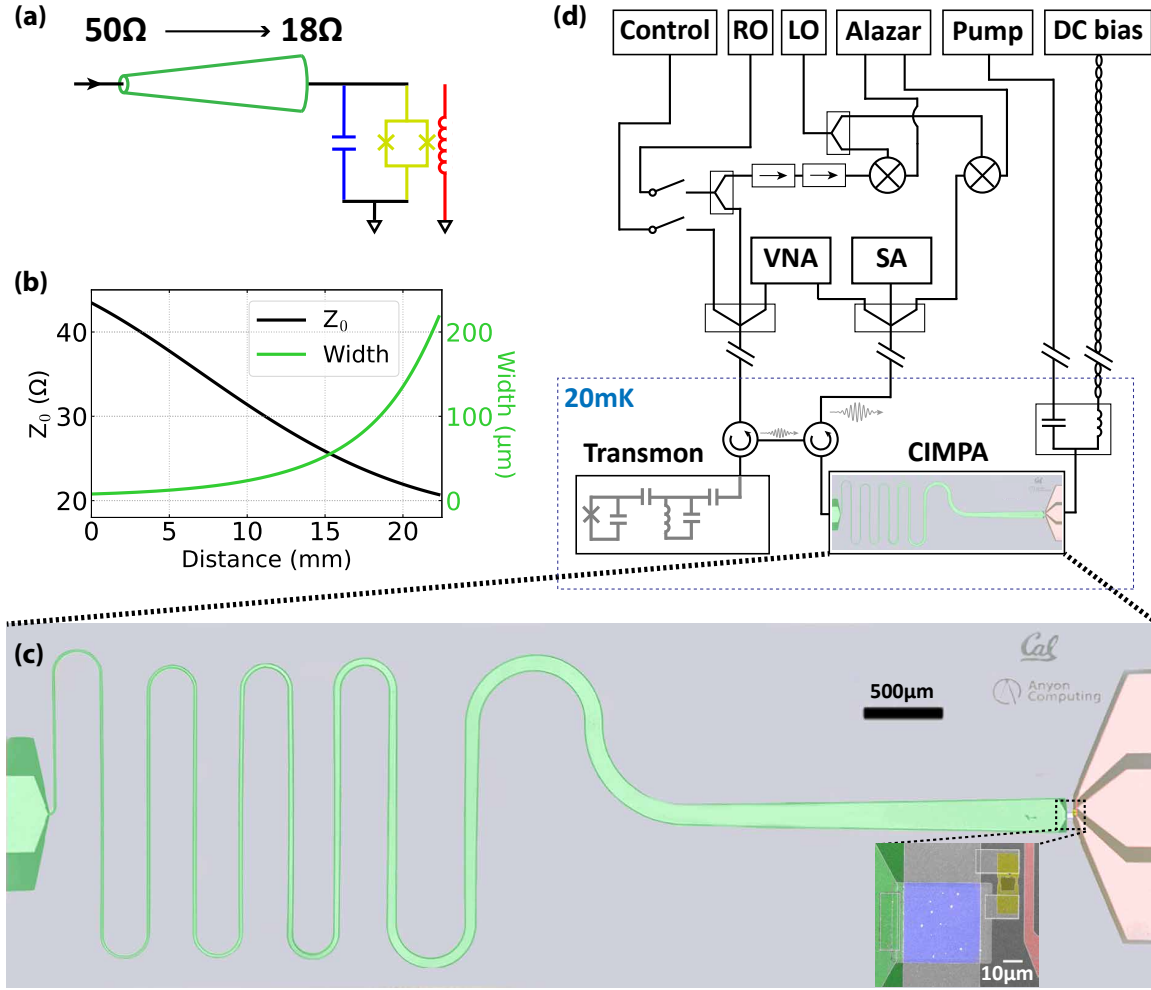 (a)
50Ω
18Ω
(b)
Z₀
Width
40
30
20
Z₀ (Ω)
200
100
0
Width (μm)
0
5
10
15
20
Distance (mm)
(d)
Control
RO
LO
Alazar
Pump
DC bias
VNA
SA
20mK
Transmon
CIMPA
(c)
Cal
Anyon
Computing
500μm
10μm